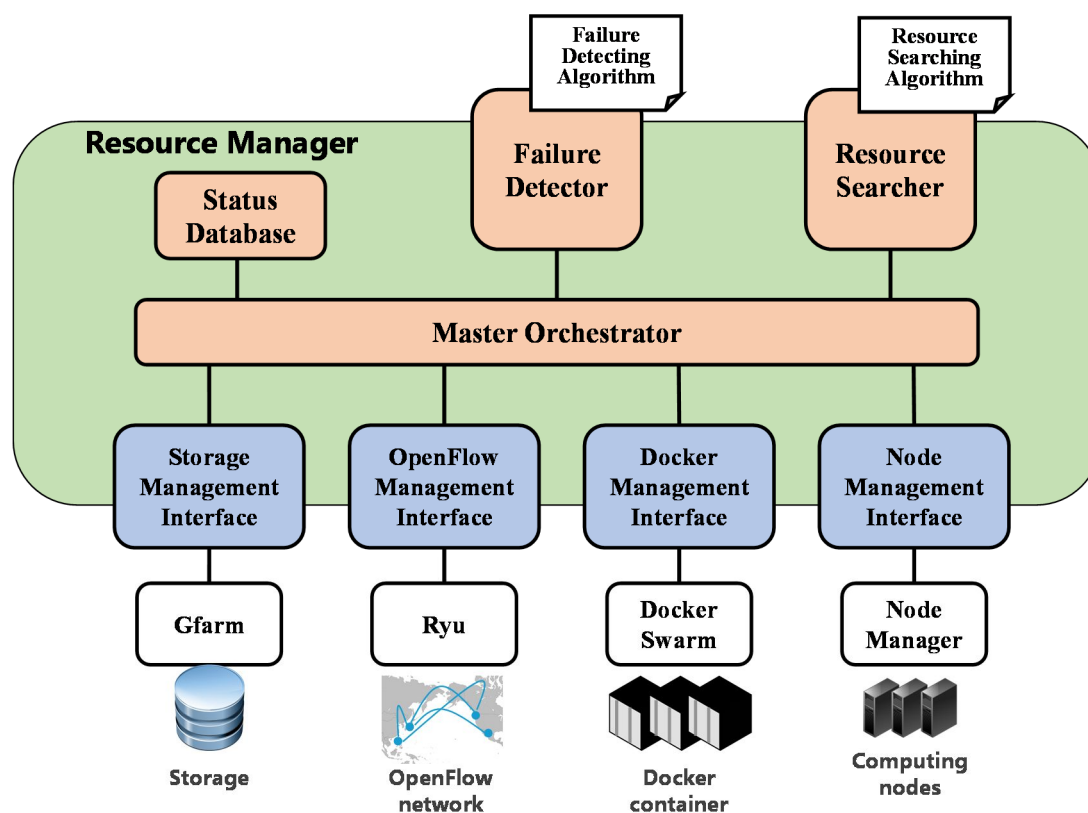 Failure
Detecting
Algorithm
Resource
Searching
Algorithm
Resource Manager
Failure
Detector
Resource
Searcher
Status
Database
Master Orchestrator
Storage
Management
Interface
OpenFlow
Management
Interface
Docker
Management
Interface
Node
Management
Interface
Gfarm
Ryu
Docker
Swarm
Node
Manager
Storage
OpenFlow
network
Docker
container
Computing
nodes